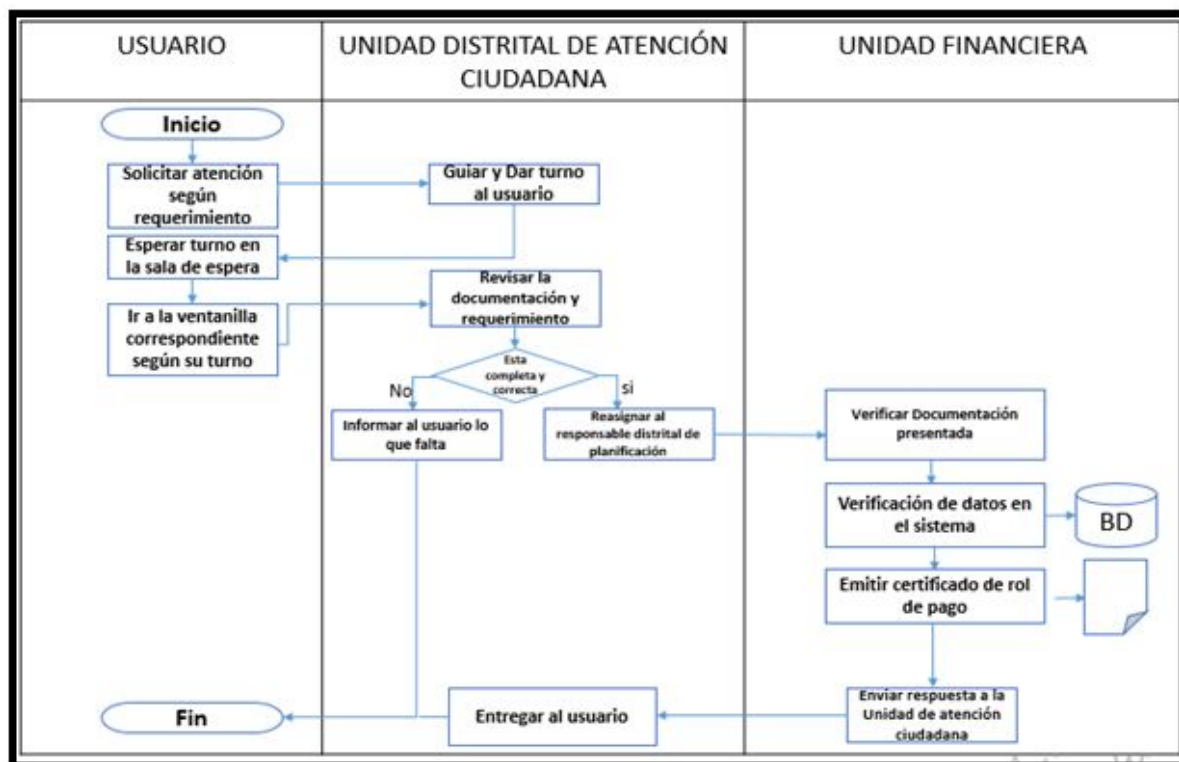 USUARIO
UNIDAD DISTRITAL DE ATENCIÓN
CIUDADANA
UNIDAD FINANCIERA
Inicio
Solicitar atención
según
requerimiento
Guiar y Dar turno
al usuario
Esperar turno en
la sala de espera
Ir a la ventanilla
correspondiente
según su turno
Revisar la
documentación y
requerimiento
Esta
completa y
correcta
No
si
Informar al usuario lo
que falta
Reasignar al
responsable distrital de
planificación
Verificar Documentación
presentada
Verificación de datos en
el sistema
BD
Emitir certificado de rol
de pago
Enviar respuesta a la
Unidad de atención
ciudadana
Entregar al usuario
Fin